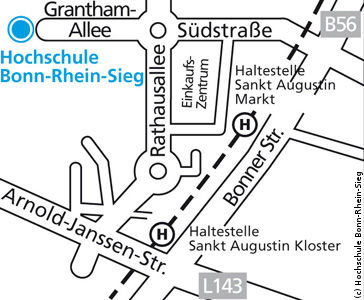 Grantham-
Allee
Südstraße
B56
Hochschule
Bonn-Rhein-Sieg
Rathausallee
Einkaufs-
Zentrum
Haltestelle
Sankt Augustin
Markt
H
Bonner Str.
Arnold-Janssen-Str.
H
Haltestelle
Sankt Augustin Kloster
L143
(c) Hochschule Bonn-Rhein-Sieg